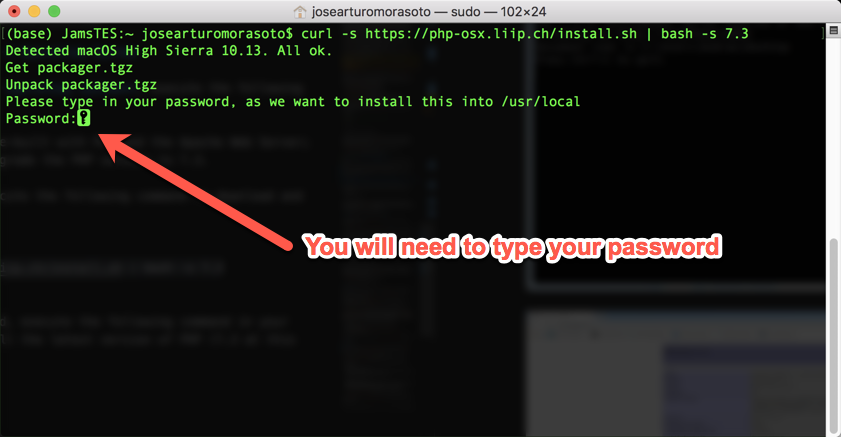 josearturomorasoto — sudo — 102×24
(base) JamsTES:~ josearturomorasoto$ curl -s https://php-osx.liip.ch/install.sh | bash -s 7.3
Detected macOS High Sierra 10.13. All ok.
Get packager.tgz
Unpack packager.tgz
Please type in your password, as we want to install this into /usr/local
Password:
You will need to type your password